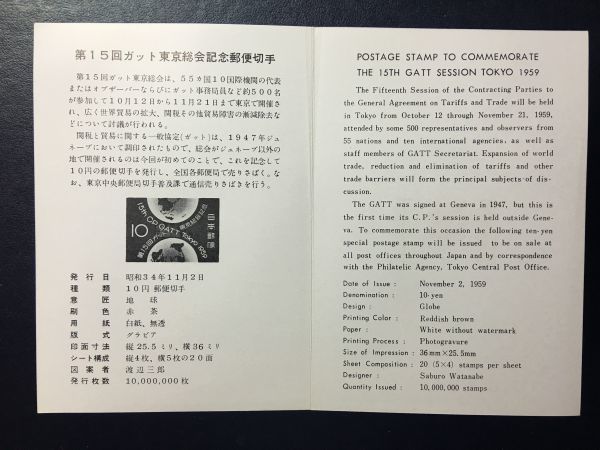 第15回ガット東京総会記念郵便切手
第15回ガット東京総会は、55カ国10国際機関の代表
またはオブザーバーならびにガット事務局員など約500名
が参加して10月12日から11月21日まで東京で開催さ
れ、広く世界貿易の拡大、関税その他貿易障害の漸減除去な
どについて討議が行われる。
関税と貿易に関する一般協定(ガット)は、1947年ジュ
ネーブにおいて調印されたもので、総会がジュネーブ以外の
地で開催されるのは今回が初めてのことで、これを記念して
10円の郵便切手を発行し、全国各郵便局で売りさばく。な
お、東京中央郵便局切手普及課で通信売りさばきを行う。
15TH CP GATT TOKYO 1959
第15回ガット東京総会記念
10
日本郵便
発行日 昭和34年11月2日
種類 10円郵便切手
意匠 地球
刷色 赤茶
用紙 白紙、無透
版式 グラビア
印面寸法 縦25.5ミリ、横36ミリ
シート構成 縦4枚、横5枚の20面
図案者 渡辺三郎
発行枚数 10,000,000枚
POSTAGE STAMP TO COMMEMORATE
THE 15TH GATT SESSION TOKYO 1959
The Fifteenth Session of the Contracting Parties to
the General Agreement on Tariffs and Trade will be held
in Tokyo from October 12 through November 21, 1959,
attended by some 500 representatives and observers from
55 nations and ten international agencies, as well as
staff members of GATT Secretariat. Expansion of world
trade, reduction and elimination of tariffs and other
trade barriers will form the principal subjects of dis-
cussion.
The GATT was signed at Geneva in 1947, but this is
the first time its C.P.'s session is held outside Gene-
va. To commemorate this occasion the following ten-yen
special postage stamp will be issued to be on sale at
all post offices throughout Japan and by correspondence
with the Philatelic Agency, Tokyo Central Post Office.
Date of Issue : November 2, 1959
Denomination : 10-yen
Design : Globe
Printing Color : Reddish brown
Paper : White without watermark
Printing Process : Photogravure
Size of Impression : 36mm×25.5mm
Sheet Composition : 20 (5×4) stamps per sheet
Designer : Saburo Watanabe
Quantity Issued : 10,000,000 stamps